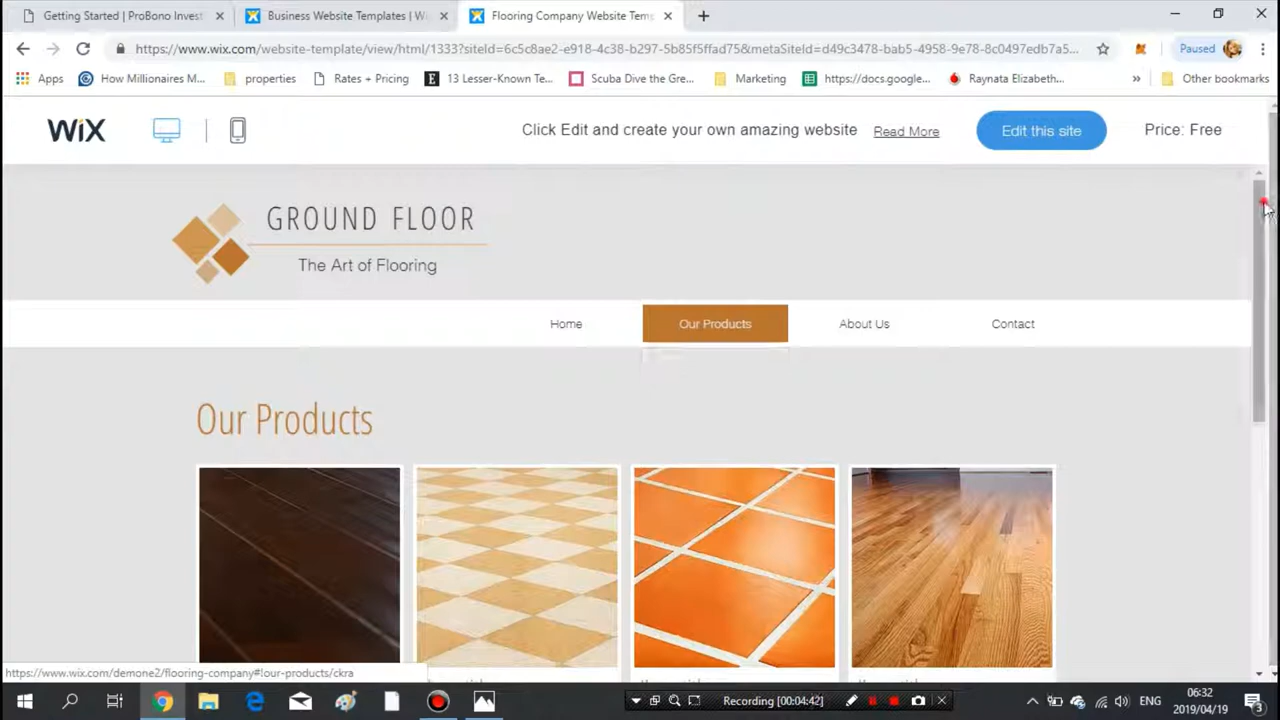 Getting Started | ProBono Invest
Business Website Templates | Wi
Flooring Company Website Temp
https://www.wix.com/website-template/view/html/1333?siteId=6c5c8ae2-e918-4c38-b297-5b85f5ffad75&metaSiteId=d49c3478-bab5-4958-9e78-8c0497edb7a5...
Paused
Apps
How Millionaires M...
properties
Rates + Pricing
13 Lesser-Known Te...
Scuba Dive the Gre...
Marketing
https://docs.google...
Raynata Elizabeth...
»
Other bookmarks
WiX
Click Edit and create your own amazing website
Read More
Edit this site
Price: Free
GROUND FLOOR
The Art of Flooring
Home
Our Products
About Us
Contact
Our Products
https://www.wix.com/demone2/flooring-company#!our-products/ckra
Recording [00:04:42]
ENG
06:32
2019/04/19
3